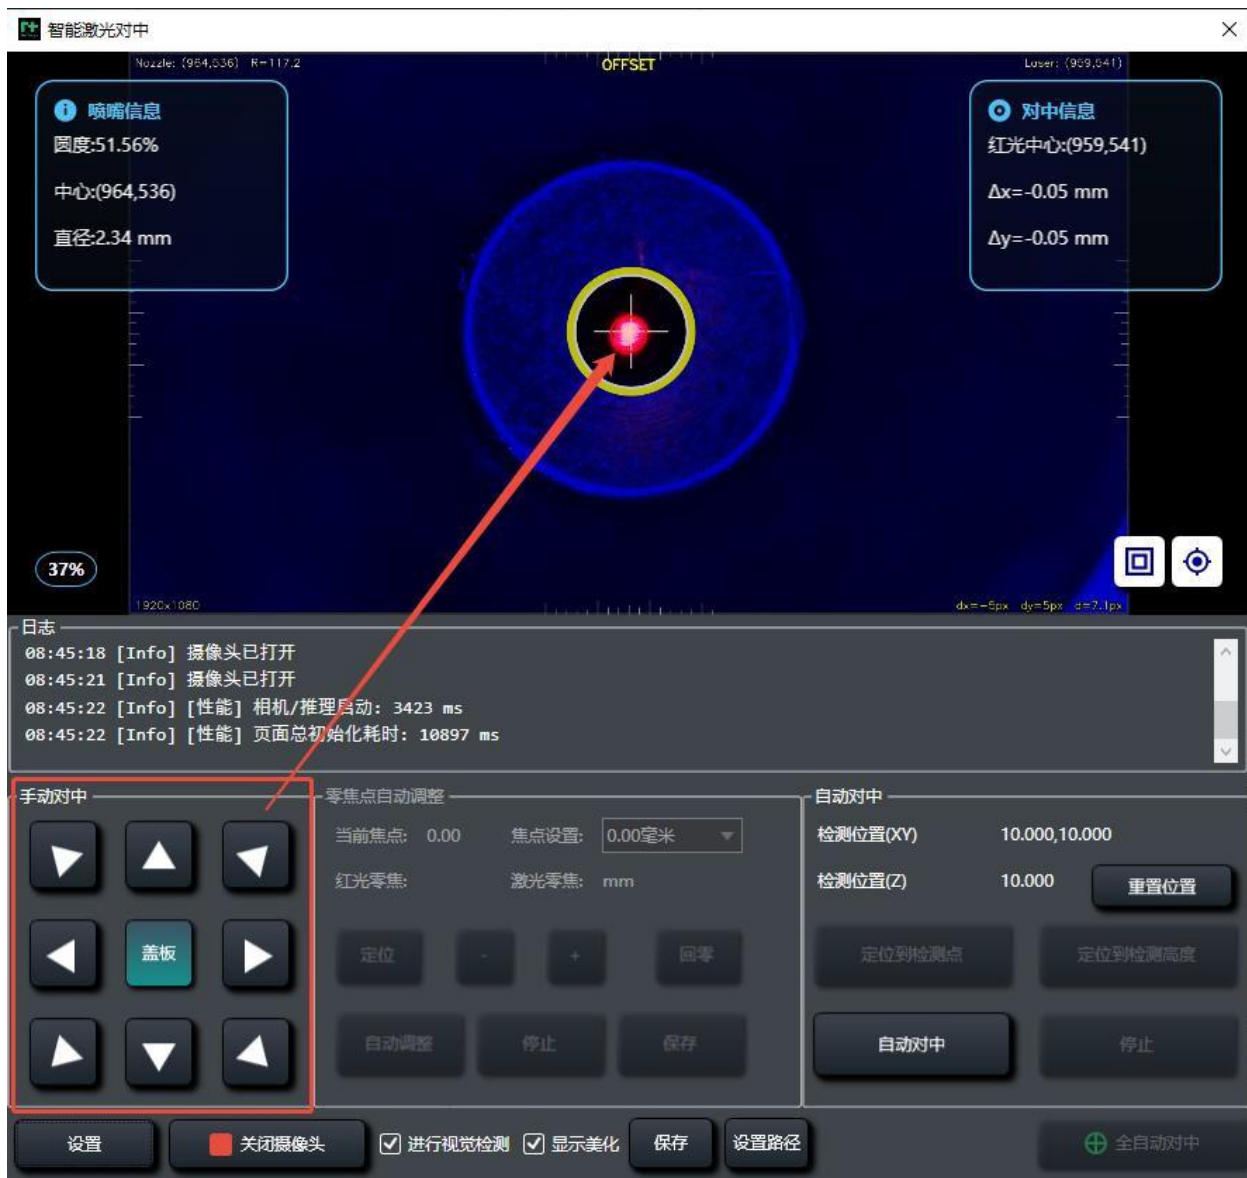 智能激光对中
Nozzle: (964,536) R=117.2
OFFSET
Laser: (959,541)
喷嘴信息
圆度:51.56%
中心:(964,536)
直径:2.34 mm
对中信息
红光中心:(959,541)
Δx=-0.05 mm
Δy=-0.05 mm
37%
1920x1080
dx=-5px dy=5px d=7.1px
日志
08:45:18 [Info] 摄像头已打开
08:45:21 [Info] 摄像头已打开
08:45:22 [Info] [性能] 相机/推理启动: 3423 ms
08:45:22 [Info] [性能] 页面总初始化耗时: 10897 ms
手动对中
盖板
零焦点自动调整
当前焦点: 0.00 焦点设置: 0.00毫米
红光零焦: 激光零焦: mm
定位 - + 回零
自动调整 停止 保存
自动对中
检测位置(XY) 10.000,10.000
检测位置(Z) 10.000 重置位置
定位到检测点 定位到检测高度
自动对中 停止
设置 关闭摄像头 进行视觉检测 显示美化 保存 设置路径 全自动对中